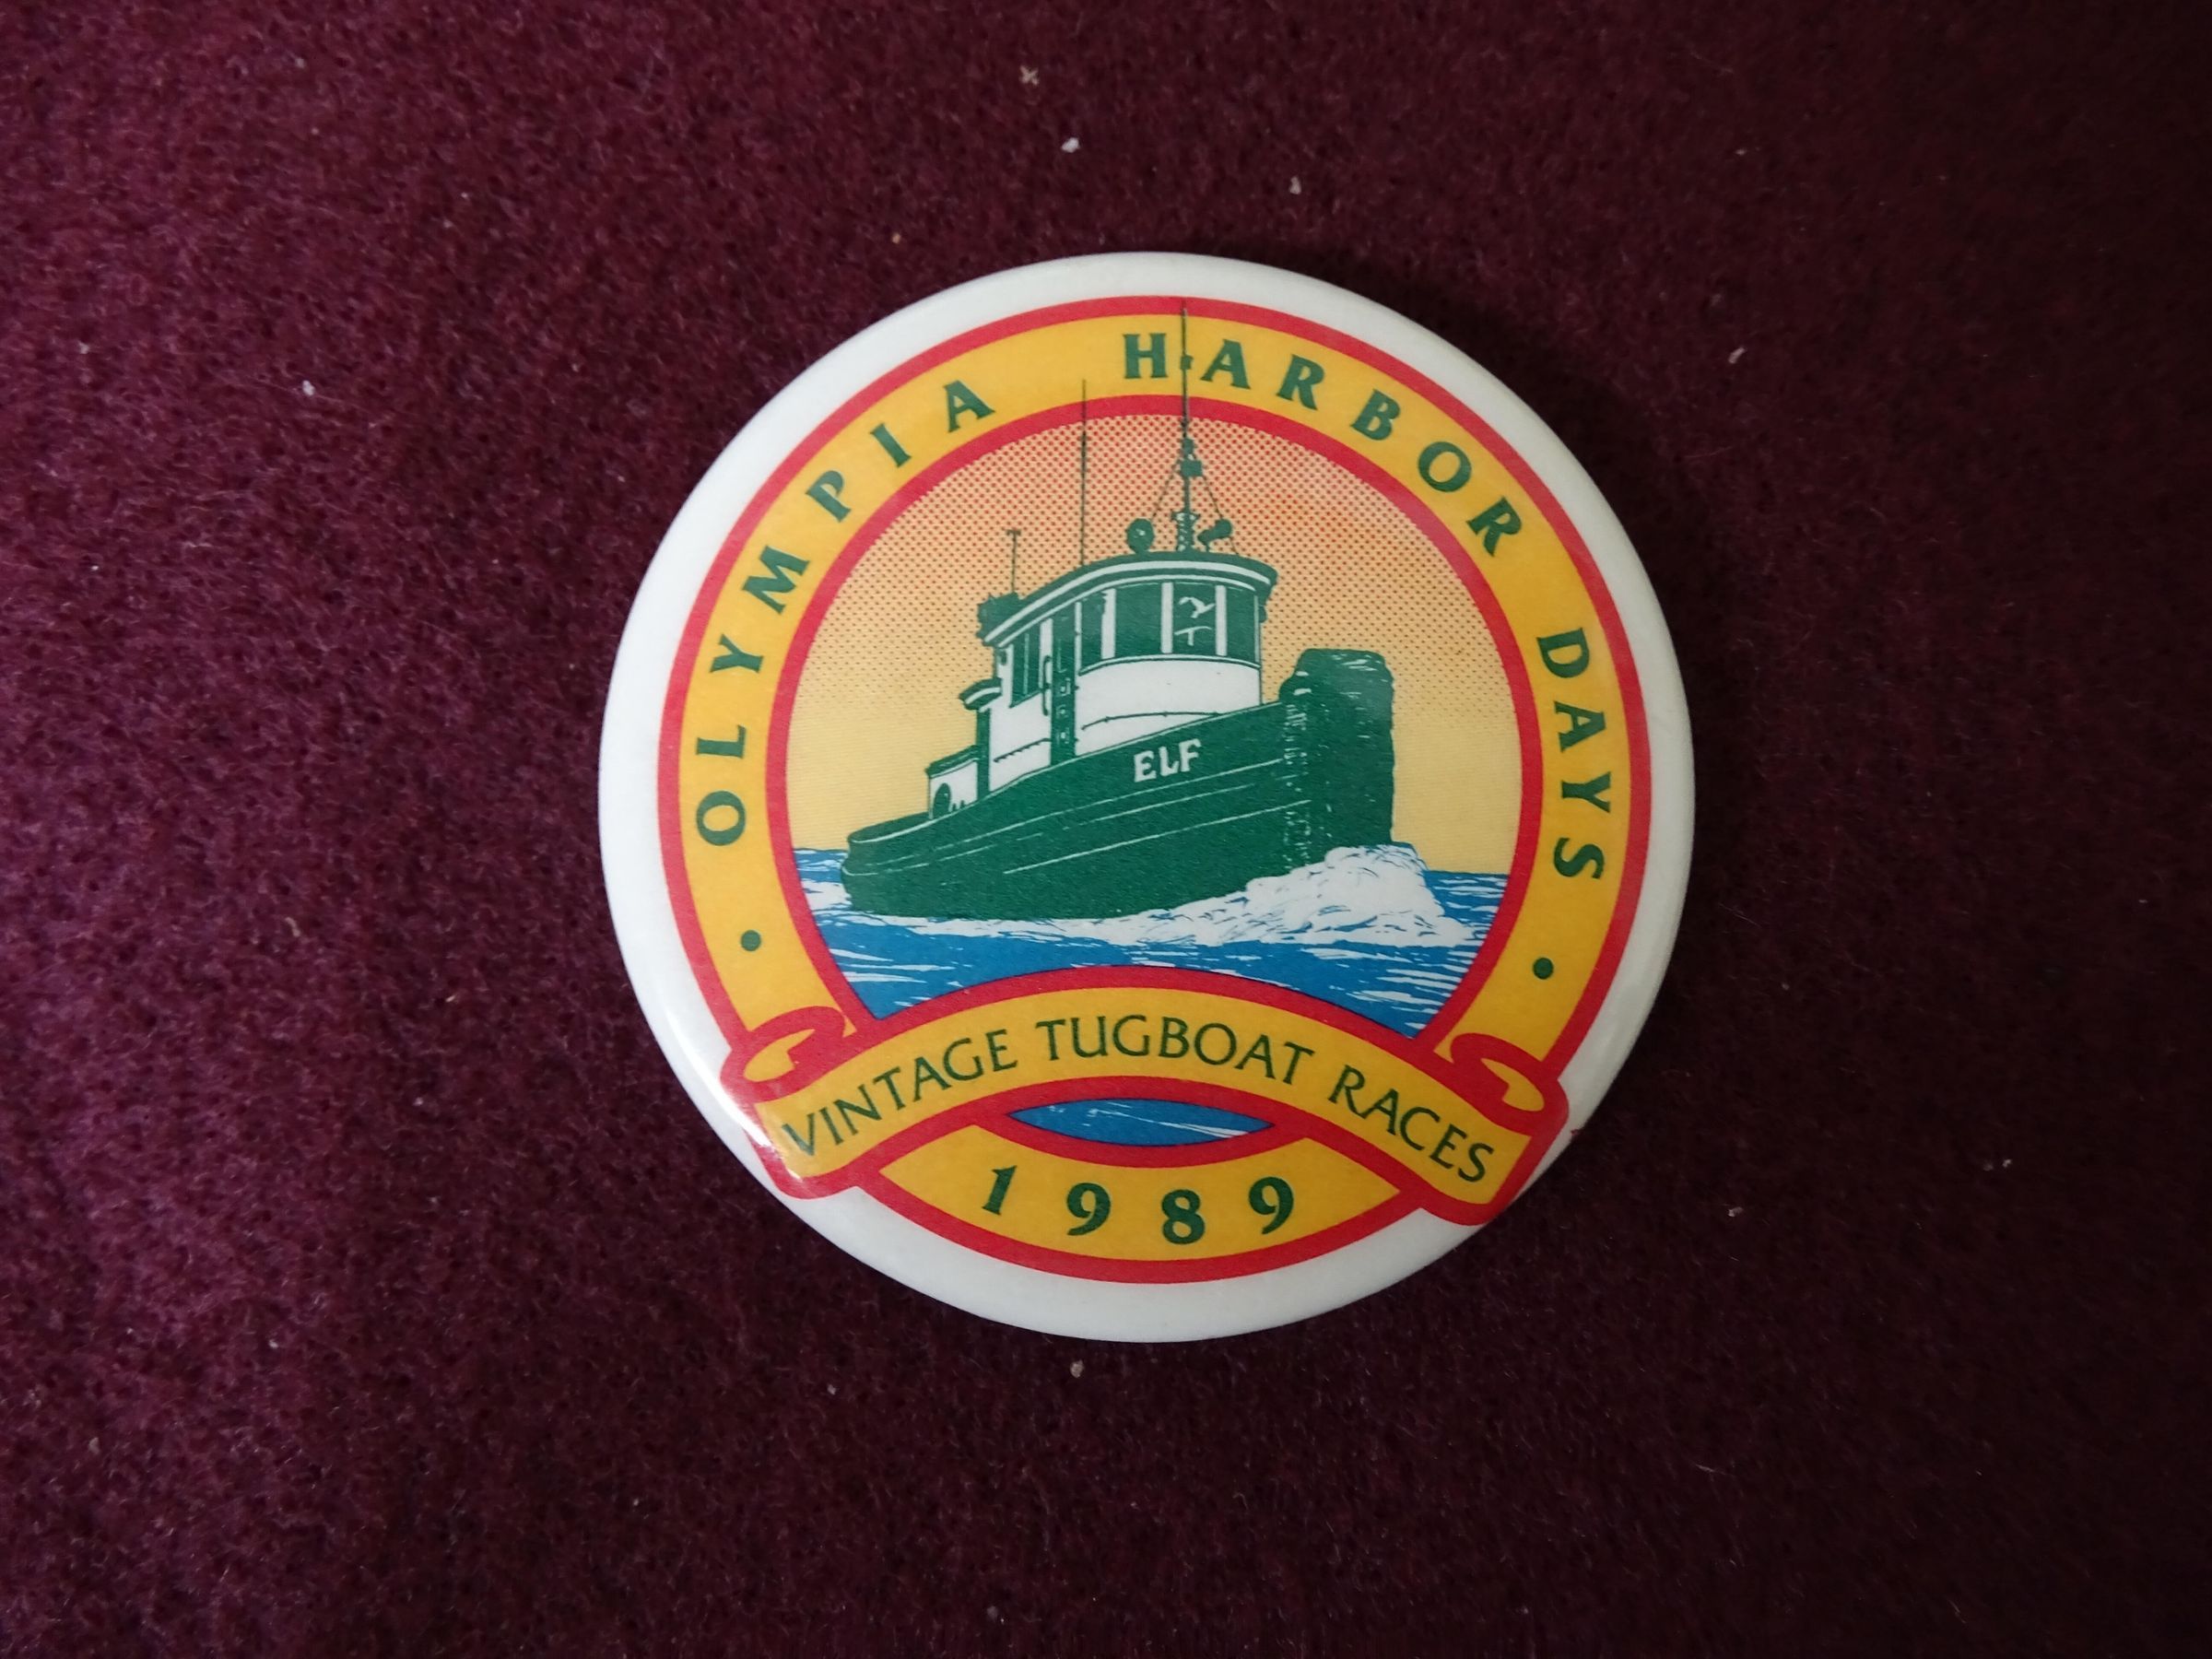 OLYMPIA HARBOR DAYS
ELF
VINTAGE TUGBOAT RACES
1989